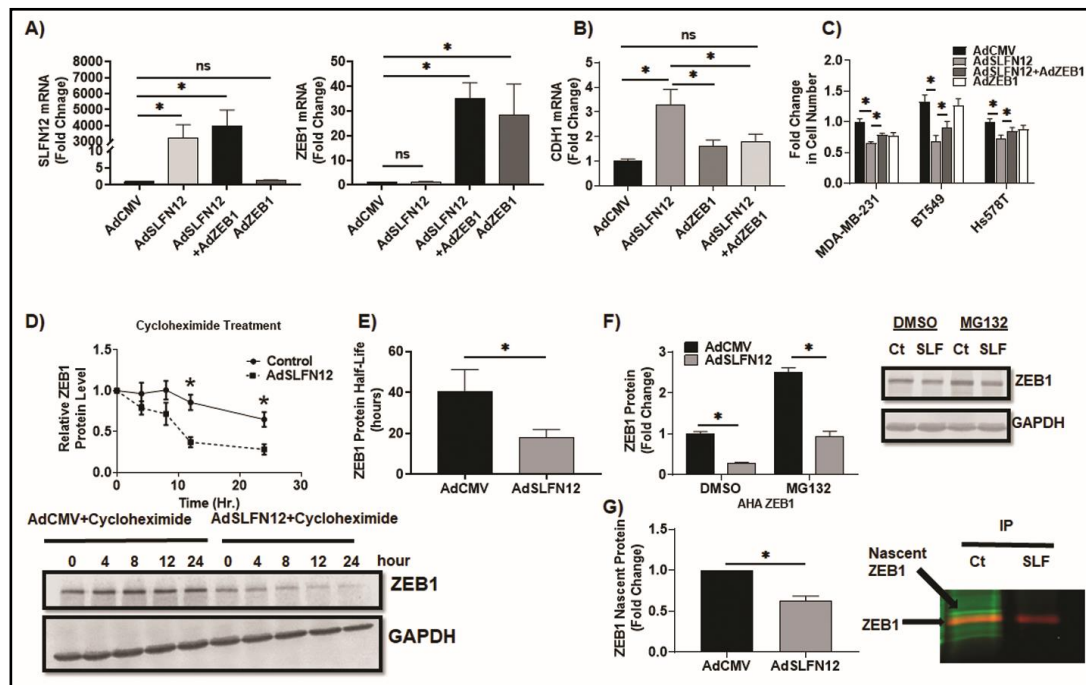 A)
SLFN12 mRNA
(Fold Chnage)
8000
7000
6000
5000
4000
3000
10
5
0
ns
*
*
AdCMV
AdSLFN12
AdSLFN12
+AdZEB1
AdZEB1
ZEB1 mRNA
(Fold Change)
50
40
30
20
10
0
*
*
ns
AdCMV
AdSLFN12
AdSLFN12
+AdZEB1
AdZEB1
B)
CDH1 mRNA
(Fold Change)
5
4
3
2
1
0
ns
*
*
*
AdCMV
AdSLFN12
AdZEB1
AdSLFN12
+AdZEB1
C)
AdCMV
AdSLFN12
AdSLFN12+AdZEB1
AdZEB1
Fold Change
in Cell Number
2.0
1.5
1.0
0.5
0.0
*
*
*
*
*
*
MDA-MB-231
BT549
Hs578T
D)
Cycloheximide Treatment
Relative ZEB1
Protein Level
1.5
1.0
0.5
0.0
Control
AdSLFN12
*
*
0
10
20
30
Time (Hr.)
AdCMV+Cycloheximide
AdSLFN12+Cycloheximide
0 4 8 12 24 0 4 8 12 24 hour
ZEB1
GAPDH
E)
ZEB1 Protein Half-Life
(hours)
60
40
20
0
*
AdCMV
AdSLFN12
F)
AdCMV
AdSLFN12
ZEB1 Protein
(Fold Change)
3
2
1
0
*
*
DMSO
MG132
DMSO MG132
Ct SLF Ct SLF
ZEB1
GAPDH
G)
AHA ZEB1
ZEB1 Nascent Protein
(Fold Change)
1.5
1.0
0.5
0.0
*
AdCMV
AdSLFN12
IP
Ct SLF
Nascent
ZEB1
ZEB1